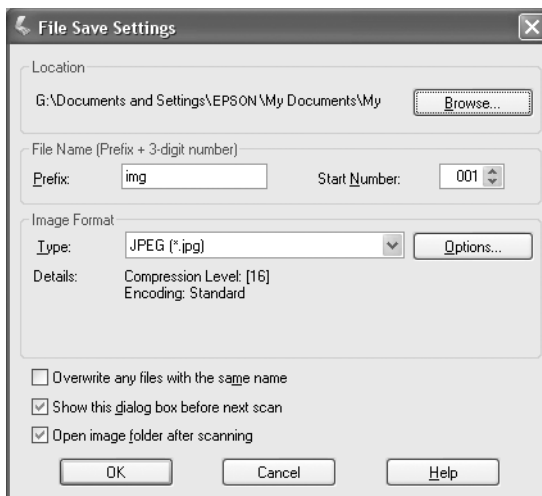 File Save Settings
Location
G:\Documents and Settings\EPSON\My Documents\My
Browse...
File Name (Prefix + 3-digit number)
Prefix:
img
Start Number:
001
Image Format
Type:
JPEG (*.jpg)
Options...
Details:
Compression Level: [16]
Encoding: Standard
Overwrite any files with the same name
Show this dialog box before next scan
Open image folder after scanning
OK
Cancel
Help